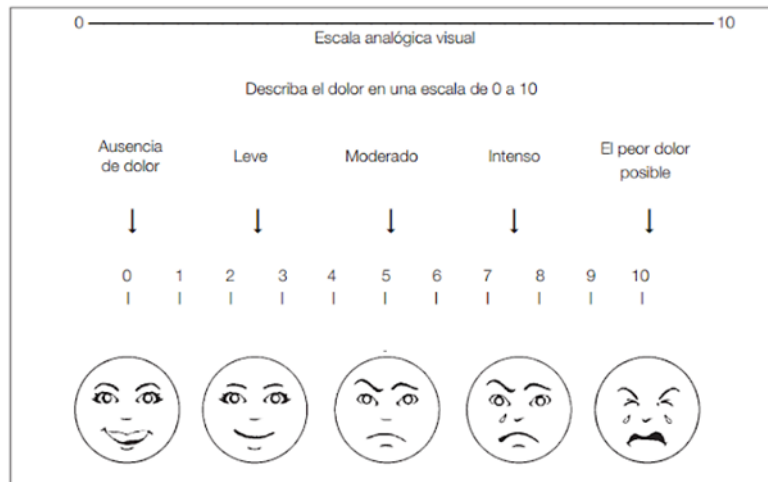 0 10
Escala analógica visual
Describa el dolor en una escala de 0 a 10
Ausencia de dolor
Leve
Moderado
Intenso
El peor dolor posible
0 1 2 3 4 5 6 7 8 9 10